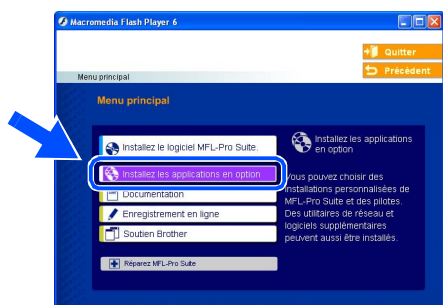 Macromedia Flash Player 6
Quitter
Précédent
Menu principal
Menu principal
Installez le logiciel MFL-Pro Suite.
Installez les applications en option
Documentation
Enregistrement en ligne
Soutien Brother
Réparez MFL-Pro Suite
Installez les applications
en option
Vous pouvez choisir des
installations personnalisées de
MFL-Pro Suite et des pilotes.
Des utilitaires de réseau et
logiciels supplémentaires
peuvent aussi être installés.